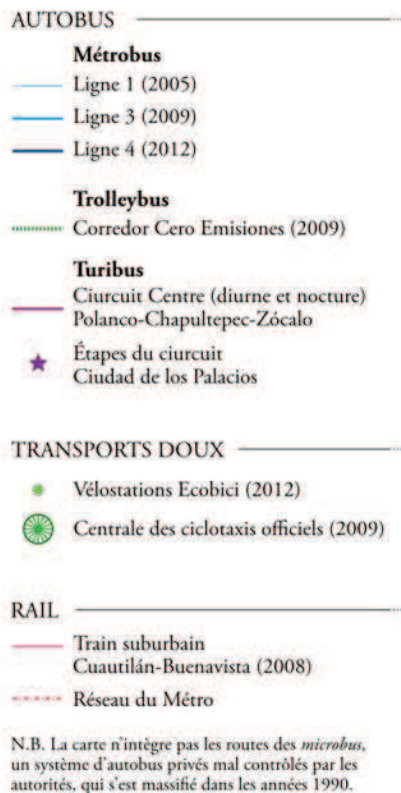 AUTOBUS
Métrobus
Ligne 1 (2005)
Ligne 3 (2009)
Ligne 4 (2012)
Trolleybus
Corredor Cero Emisiones (2009)
Turibus
Ciurcuit Centre (diurne et nocture)
Polanco-Chapultepec-Zócalo
Étapes du ciurcuit
Ciudad de los Palacios
TRANSPORTS DOUX
Vélostations Ecobici (2012)
Centrale des ciclotaxis officiels (2009)
RAIL
Train suburbain
Cuautilán-Buenavista (2008)
Réseau du Métro
N.B. La carte n'intègre pas les routes des microbus,
un système d'autobus privés mal contrôlés par les
autorités, qui s'est massifié dans les années 1990.